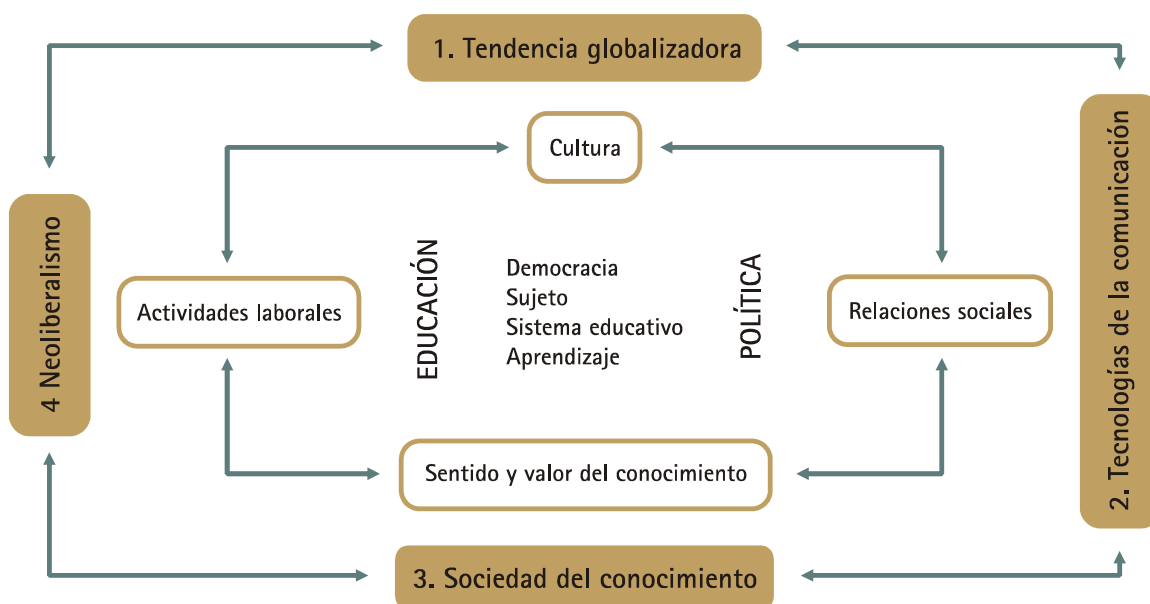 1. Tendencia globalizadora
Cultura
2. Tecnologías de la comunicación
4 Neoliberalismo
Actividades laborales
EDUCACIÓN
Democracia
Sujeto
Sistema educativo
Aprendizaje
POLÍTICA
Relaciones sociales
Sentido y valor del conocimiento
3. Sociedad del conocimiento